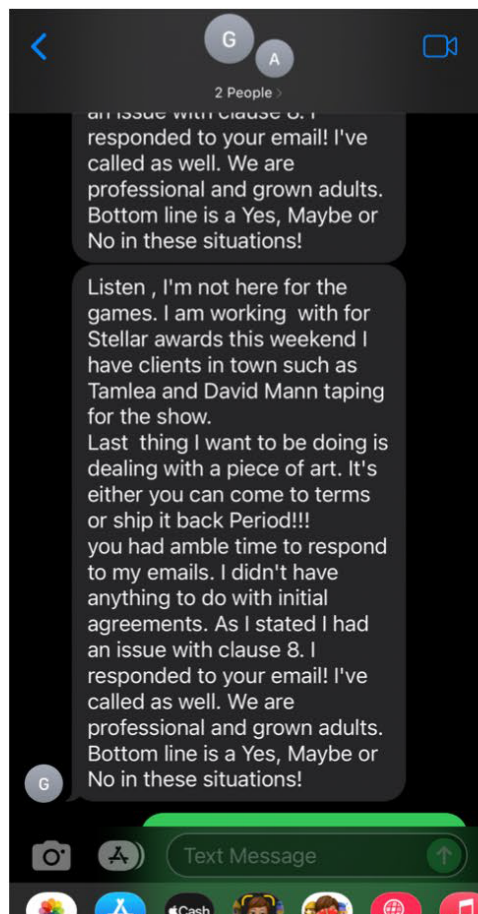 G
A
2 People
an issue with clause 8. I
responded to your email! I've
called as well. We are
professional and grown adults.
Bottom line is a Yes, Maybe or
No in these situations!
Listen , I'm not here for the
games. I am working  with for
Stellar awards this weekend I
have clients in town such as
Tamlea and David Mann taping
for the show.
Last  thing I want to be doing is
dealing with a piece of art. It's
either you can come to terms
or ship it back Period!!!
you had amble time to respond
to my emails. I didn't have
anything to do with initial
agreements. As I stated I had
an issue with clause 8. I
responded to your email! I've
called as well. We are
professional and grown adults.
Bottom line is a Yes, Maybe or
No in these situations!
G
Text Message
Cash